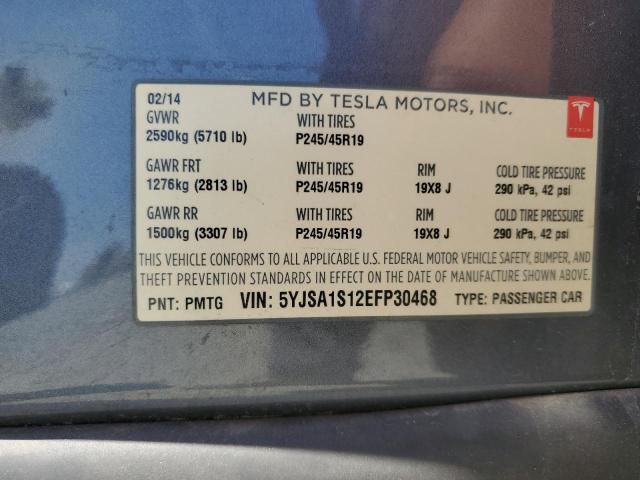 02/14 MFD BY TESLA MOTORS, INC.
GVWR WITH TIRES
2590kg (5710 lb) P245/45R19
TESLA
GAWR FRT WITH TIRES RIM COLD TIRE PRESSURE
1276kg (2813 lb) P245/45R19 19X8 J 290 kPa, 42 psi
GAWR RR WITH TIRES RIM COLD TIRE PRESSURE
1500kg (3307 lb) P245/45R19 19X8 J 290 kPa, 42 psi
THIS VEHICLE CONFORMS TO ALL APPLICABLE U.S. FEDERAL MOTOR VEHICLE SAFETY, BUMPER, AND
THEFT PREVENTION STANDARDS IN EFFECT ON THE DATE OF MANUFACTURE SHOWN ABOVE.
PNT: PMTG VIN: 5YJSA1S12EFP30468 TYPE: PASSENGER CAR